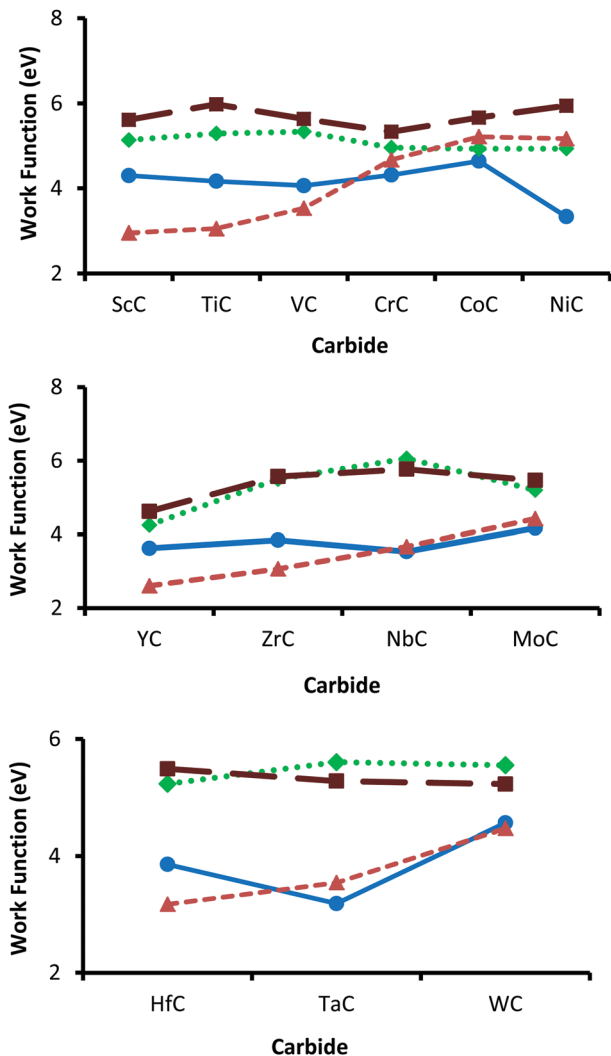 Work Function (eV)
8
6
4
2
ScC TiC VC CrC CoC NiC
Carbide
Work Function (eV)
8
6
4
2
YC ZrC NbC MoC
Carbide
Work Function (eV)
6
4
2
HfC TaC WC
Carbide